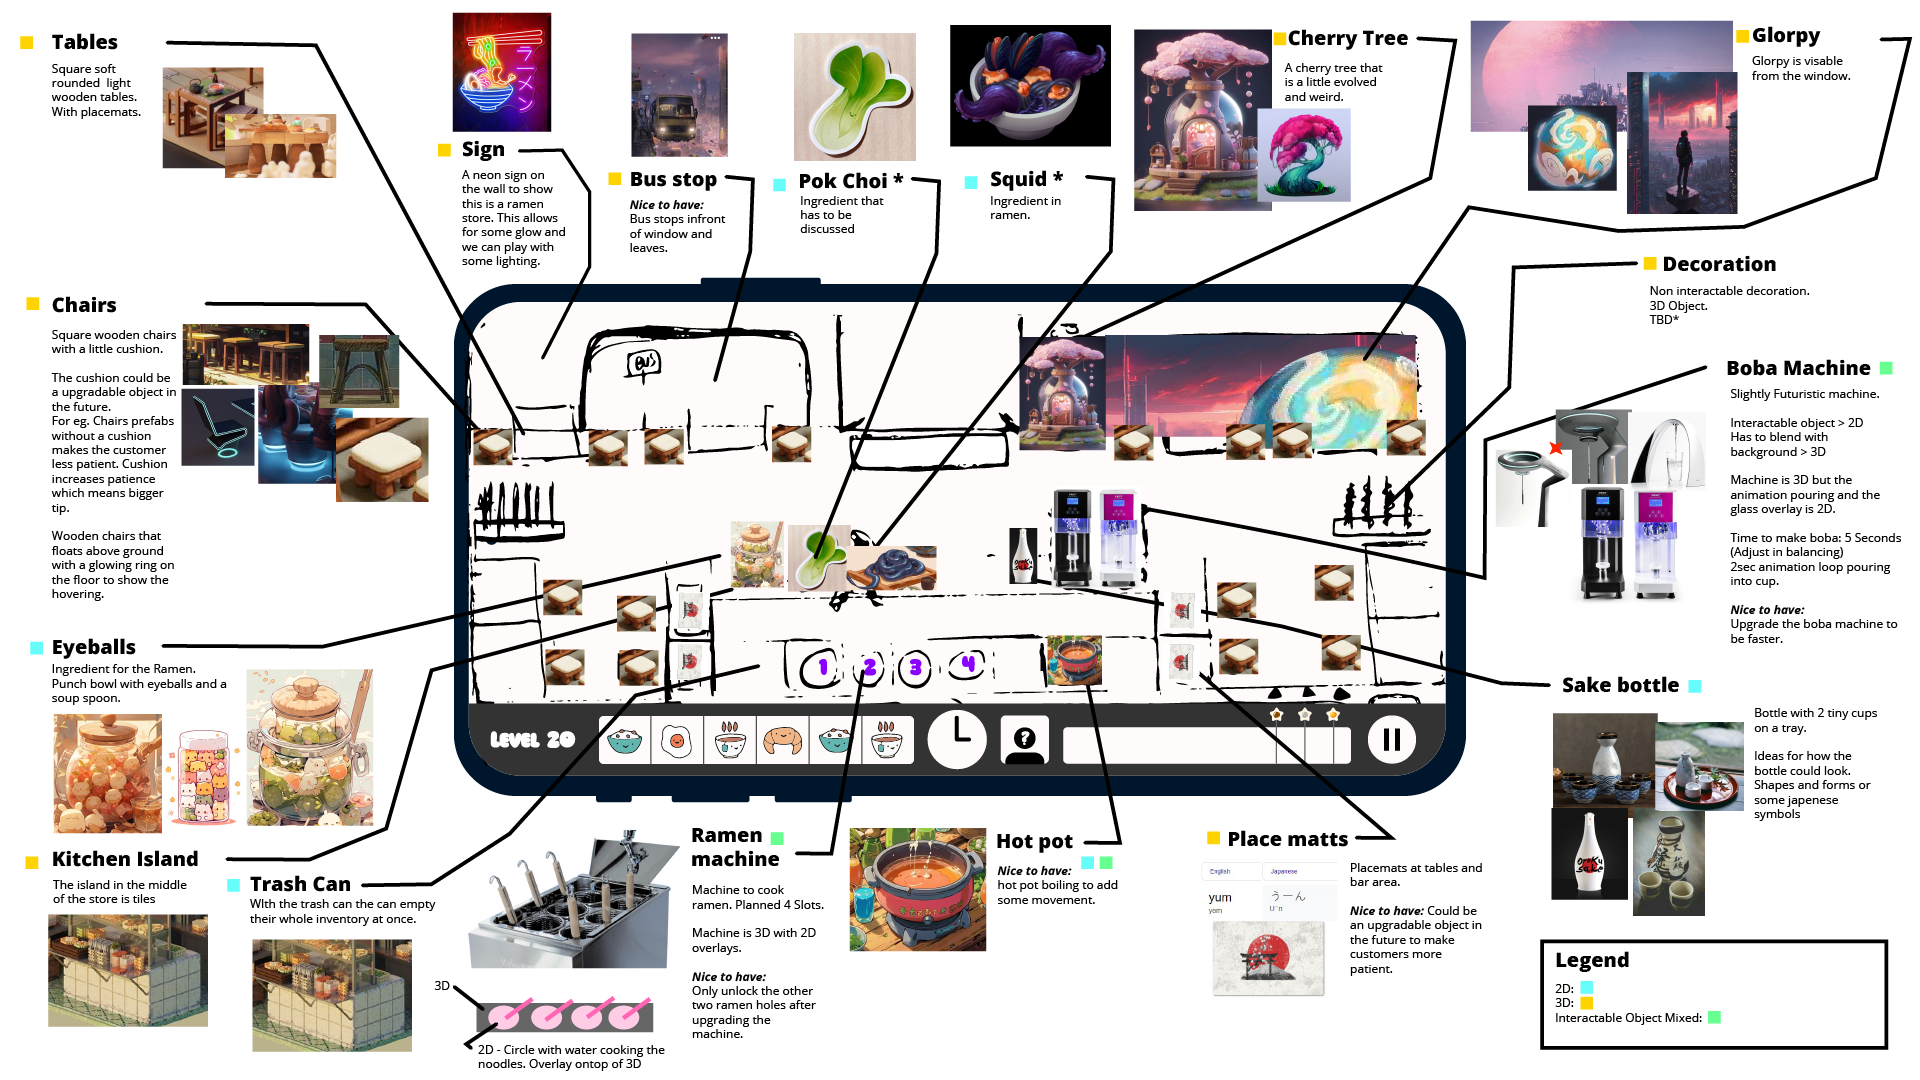 Tables
Square soft
rounded light
wooden tables.
With placemats.
ラーメン
Sign
A neon sign on
the wall to show
this is a ramen
store. This allows
for some glow and
we can play with
some lighting.
Bus stop
Nice to have:
Bus stops infront
of window and
leaves.
Pok Choi *
Ingredient that
has to be
discussed
Squid *
Ingredient in
ramen.
Cherry Tree
A cherry tree that
is a little evolved
and weird.
Glorpy
Glorpy is visable
from the window.
Decoration
Non interactable decoration.
3D Object.
TBD*
Chairs
Square wooden chairs
with a little cushion.
The cushion could be
a upgradable object in
the future.
For eg. Chairs prefabs
without a cushion
makes the customer
less patient. Cushion
increases patience
which means bigger
tip.
Wooden chairs that
floats above ground
with a glowing ring on
the floor to show the
hovering.
BUS
Boba Machine
Slightly Futuristic machine.
Interactable object > 2D
Has to blend with
background > 3D
Machine is 3D but the
animation pouring and the
glass overlay is 2D.
Time to make boba: 5 Seconds
(Adjust in balancing)
2sec animation loop pouring
into cup.
Nice to have:
Upgrade the boba machine to
be faster.
Eyeballs
Ingredient for the Ramen.
Punch bowl with eyeballs and a
soup spoon.
1 2 3 4
LEVEL 20
?
Sake bottle
Bottle with 2 tiny cups
on a tray.
Ideas for how the
bottle could look.
Shapes and forms or
some japenese
symbols
Kitchen Island
The island in the middle
of the store is tiles
Trash Can
WIth the trash can the can empty
their whole inventory at once.
3D
2D - Circle with water cooking the
noodles. Overlay ontop of 3D
Ramen
machine
Machine to cook
ramen. Planned 4 Slots.
Machine is 3D with 2D
overlays.
Nice to have:
Only unlock the other
two ramen holes after
upgrading the
machine.
Hot pot
Nice to have:
hot pot boiling to add
some movement.
Place matts
English
Japanese
yum
yem
うーん
U¯n
Placemats at tables and
bar area.
Nice to have: Could be
an upgradable object in
the future to make
customers more
patient.
Legend
2D:
3D:
Interactable Object Mixed: